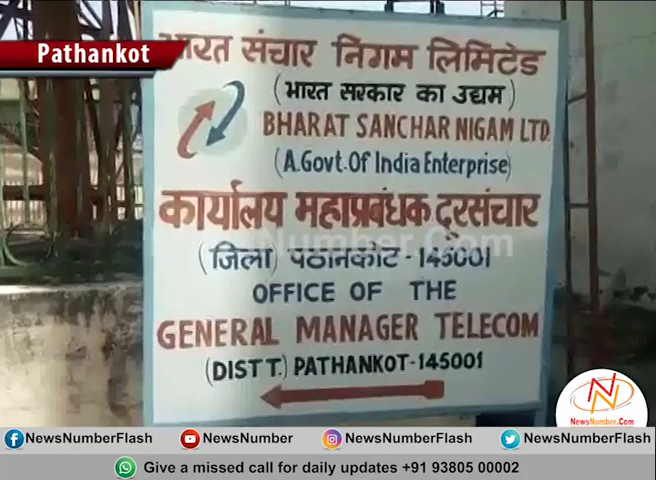 Pathankot
भारत संचार निगम लिमिटेड
(भारत सरकार का उद्यम)
BHARAT SANCHAR NIGAM LTD.
(A.Govt.Of India Enterprise)
कार्यालय महाप्रबंधक दूरसंचार
(जिला) पठानकोट-145001
OFFICE OF THE
GENERAL MANAGER TELECOM
(DISTT.) PATHANKOT-145001
NewsNumber.Com
NewsNumber.Com
NewsNumberFlash NewsNumber NewsNumberFlash NewsNumberFlash
Give a missed call for daily updates +91 93805 00002